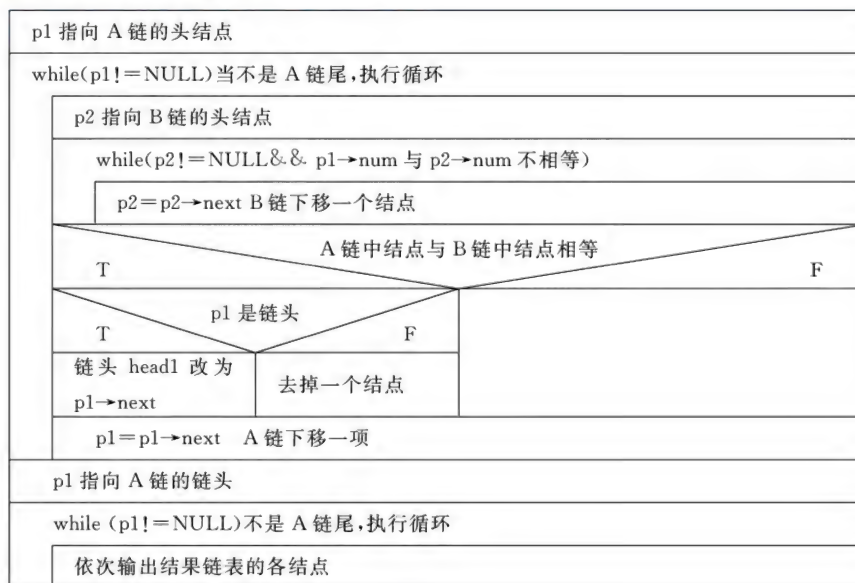 p1 指向 A 链的头结点
while(p1!=NULL)当不是 A 链尾,执行循环
p2 指向 B 链的头结点
while(p2!=NULL&& p1→num 与 p2→num 不相等)
p2=p2→next B 链下移一个结点
A 链中结点与 B 链中结点相等
T
F
p1 是链头
T
F
链头 head1 改为
p1→next
去掉一个结点
p1=p1→next A 链下移一项
p1 指向 A 链的链头
while (p1!=NULL)不是 A 链尾,执行循环
依次输出结果链表的各结点